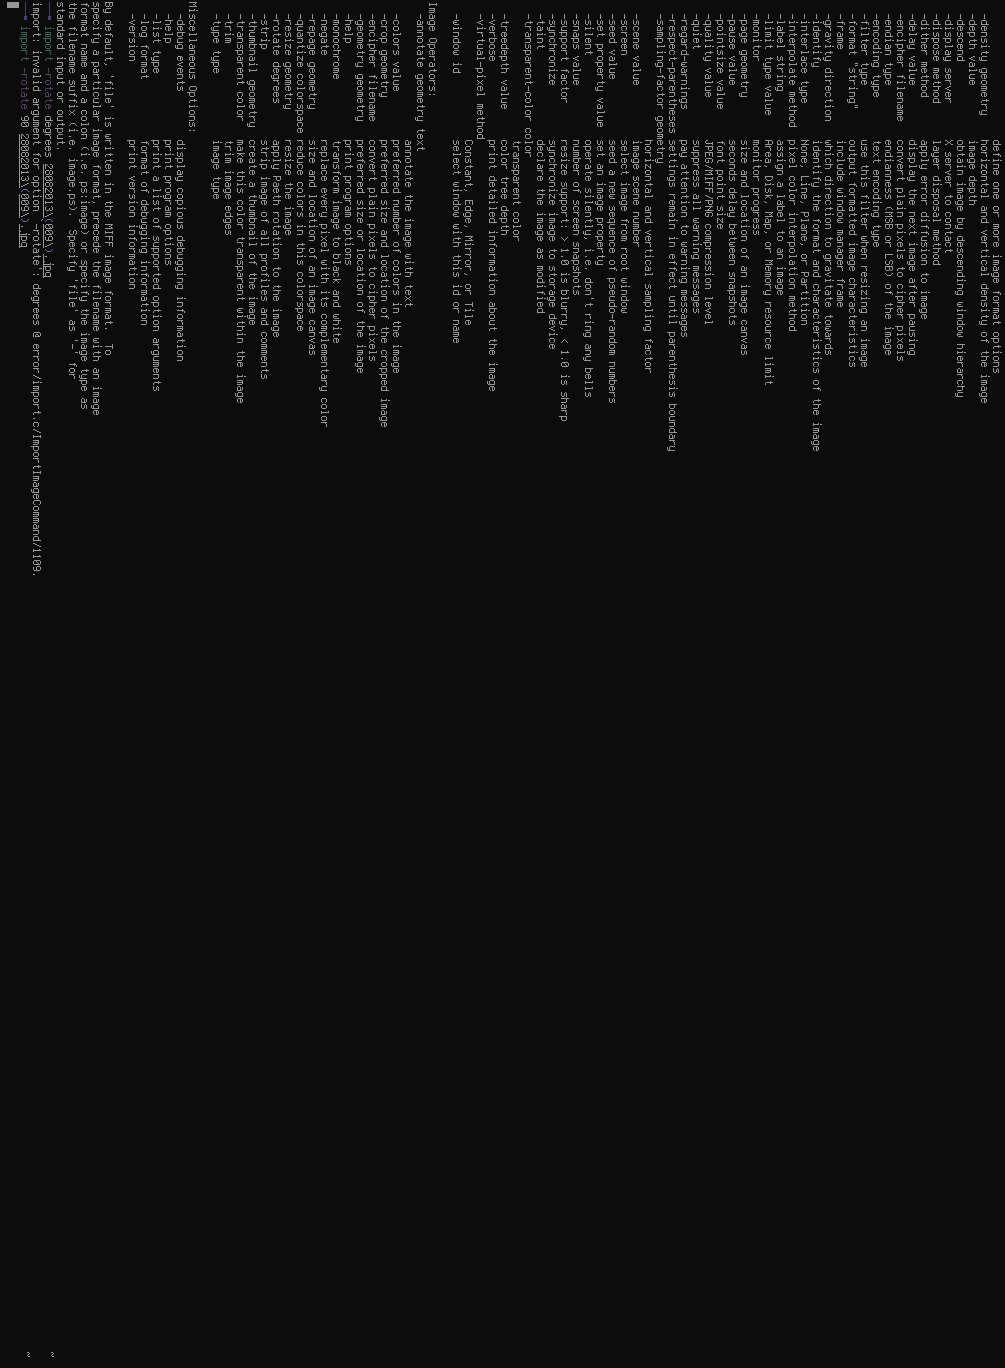 define one or more image format options
-density geometry    horizontal and vertical density of the image
-depth value         image depth
-descend             obtain image by descending window hierarchy
-display server      X server to contact
-dispose method      layer disposal method
-dither method       apply error diffusion to image
-delay value         display the next image after pausing
-encipher filename   convert plain pixels to cipher pixels
-endian type         endianness (MSB or LSB) of the image
-encoding type       text encoding type
-filter type         use this filter when resizing an image
-format "string"     output formatted image characteristics
-frame               include window manager frame
-gravity direction   which direction to gravitate towards
-identify            identify the format and characteristics of the image
-interlace type      None, Line, Plane, or Partition
-interpolate method  pixel color interpolation method
-label string        assign a label to an image
-limit type value    Area, Disk, Map, or Memory resource limit
-monitor             monitor progress
-page geometry       size and location of an image canvas
-pause value         seconds delay between snapshots
-pointsize value     font point size
-quality value       JPEG/MIFF/PNG compression level
-quiet               suppress all warning messages
-regard-warnings     pay attention to warning messages
-respect-parentheses settings remain in effect until parenthesis boundary
-sampling-factor geometry
horizontal and vertical sampling factor
-scene value         image scene number
-screen              select image from root window
-seed value          seed a new sequence of pseudo-random numbers
-set property value  set an image property
-silent              operate silently, i.e. don't ring any bells
-snaps value         number of screen snapshots
-support factor      resize support: > 1.0 is blurry, < 1.0 is sharp
-synchronize         synchronize image to storage device
-taint               declare the image as modified
-transparent-color color
transparent color
-treedepth value     color tree depth
-verbose             print detailed information about the image
-virtual-pixel method
Constant, Edge, Mirror, or Tile
-window id           select window with this id or name
Image Operators:
-annotate geometry text
annotate the image with text
-colors value        preferred number of colors in the image
-crop geometry       preferred size and location of the cropped image
-encipher filename   convert plain pixels to cipher pixels
-geometry geometry   preferred size or location of the image
-help                print program options
-monochrome          transform image to black and white
-negate              replace every pixel with its complementary color
-repage geometry     size and location of an image canvas
-quantize colorspace reduce colors in this colorspace
-resize geometry     resize the image
-rotate degrees      apply Paeth rotation to the image
-strip               strip image of all profiles and comments
-thumbnail geometry  create a thumbnail of the image
-transparent color   make this color transparent within the image
-trim                trim image edges
-type type           image type
Miscellaneous Options:
-debug events        display copious debugging information
-help                print program options
-list type           print a list of supported option arguments
-log format          format of debugging information
-version             print version information
By default, 'file' is written in the MIFF image format.  To
specify a particular image format, precede the filename with an image
format name and a colon (i.e. ps:image) or specify the image type as
the filename suffix (i.e. image.ps).  Specify 'file' as '-' for
standard input or output.
import -rotate degrees 28082013\(009\).jpg ~
import: invalid argument for option `-rotate': degrees @ error/import.c/ImportImageCommand/1109.
import -rotate 90 28082013\(009\).jpg ~